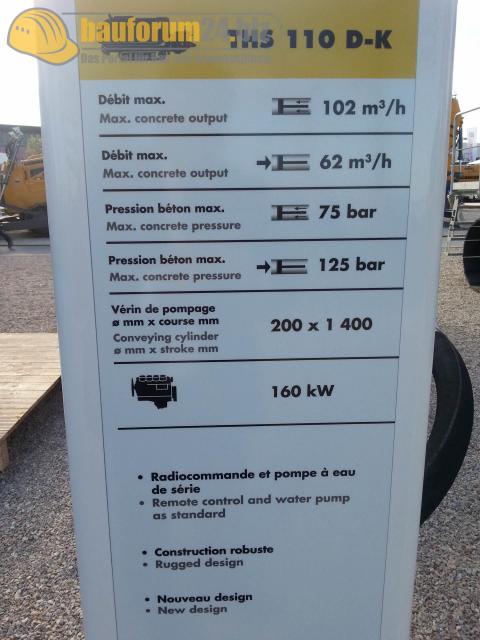 bauforum24.biz
THS 110 D-K
Débit max. 102 m³/h
Max. concrete output
Débit max. 62 m³/h
Max. concrete output
Pression béton max. 75 bar
Max. concrete pressure
Pression béton max. 125 bar
Max. concrete pressure
Vérin de pompage
ø mm x course mm 200 x 1 400
Conveying cylinder
ø mm x stroke mm
160 kW
• Radiocommande et pompe à eau
de série
• Remote control and water pump
as standard
• Construction robuste
• Rugged design
• Nouveau design
• New design